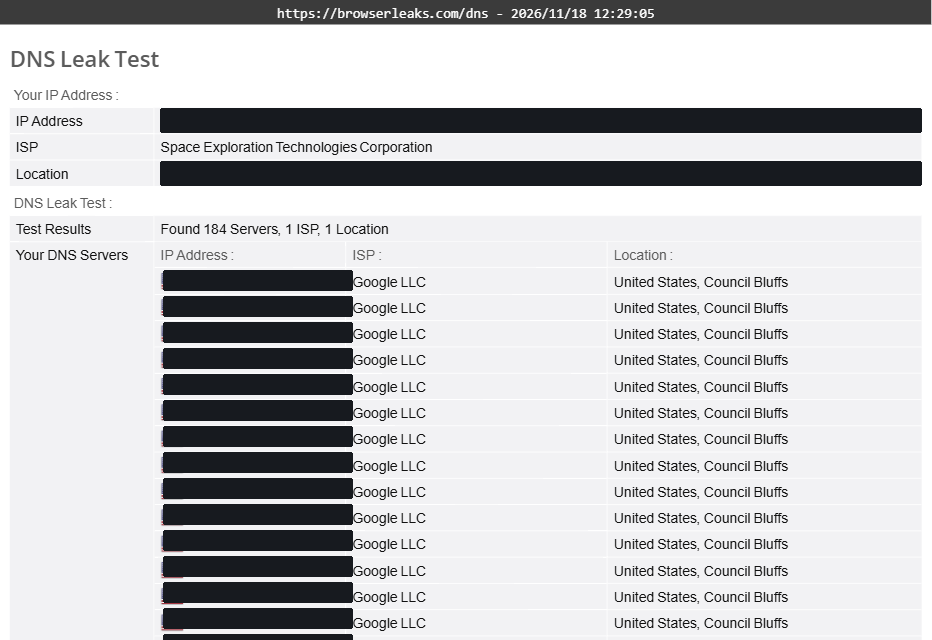 https://browserleaks.com/dns - 2026/11/18 12:29:05
DNS Leak Test
Your IP Address :
IP Address
ISP Space Exploration Technologies Corporation
Location
DNS Leak Test :
Test Results Found 184 Servers, 1 ISP, 1 Location
Your DNS Servers IP Address : ISP : Location :
Google LLC United States, Council Bluffs
Google LLC United States, Council Bluffs
Google LLC United States, Council Bluffs
Google LLC United States, Council Bluffs
Google LLC United States, Council Bluffs
Google LLC United States, Council Bluffs
Google LLC United States, Council Bluffs
Google LLC United States, Council Bluffs
Google LLC United States, Council Bluffs
Google LLC United States, Council Bluffs
Google LLC United States, Council Bluffs
Google LLC United States, Council Bluffs
Google LLC United States, Council Bluffs
Google LLC United States, Council Bluffs